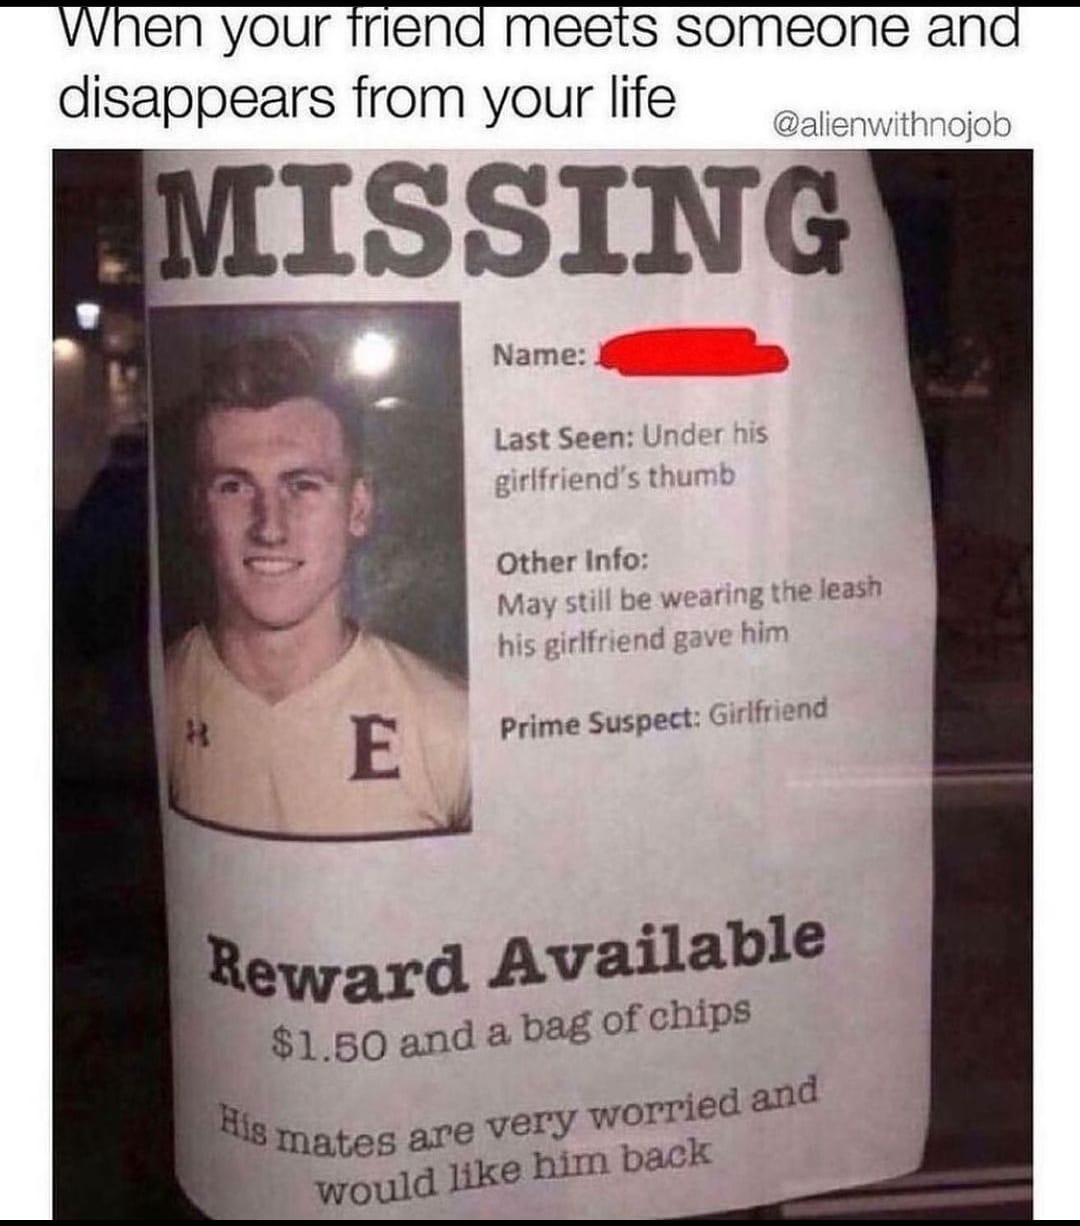 When your friend meets someone and
disappears from your life
@alienwithnojob
MISSING
Name:
Last Seen: Under his
girlfriend's thumb
Other Info:
May still be wearing the leash
his girlfriend gave him
Prime Suspect: Girlfriend
E
Reward Available
$1.50 and a bag of chips
His mates are very worried and
would like him back